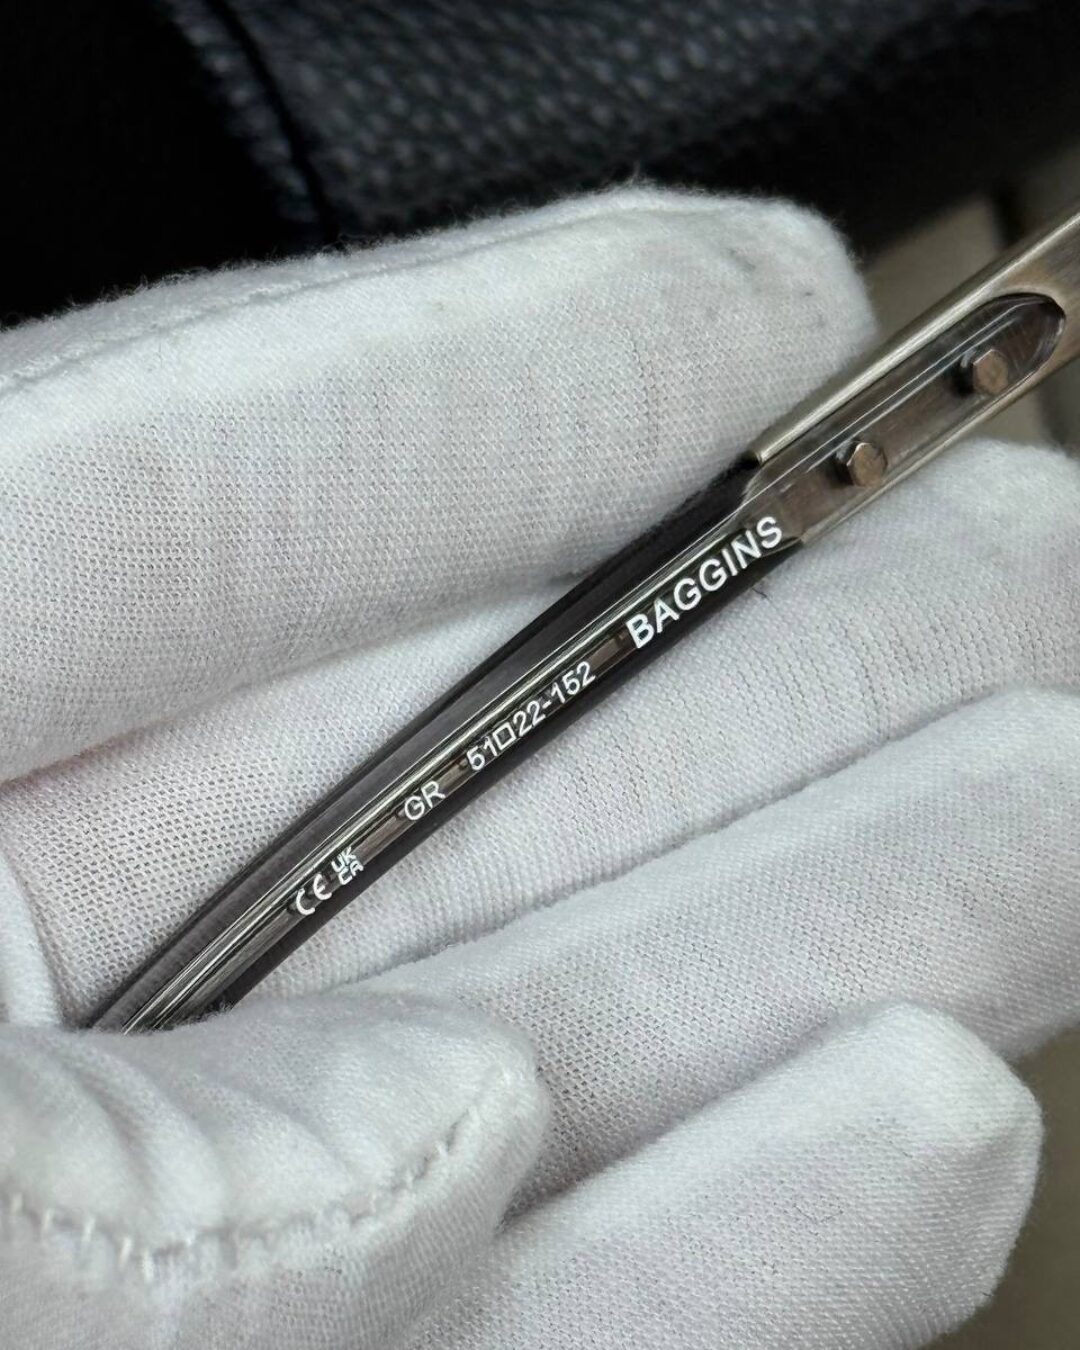 CE UK CA GR 51□22-152 BAGGINS